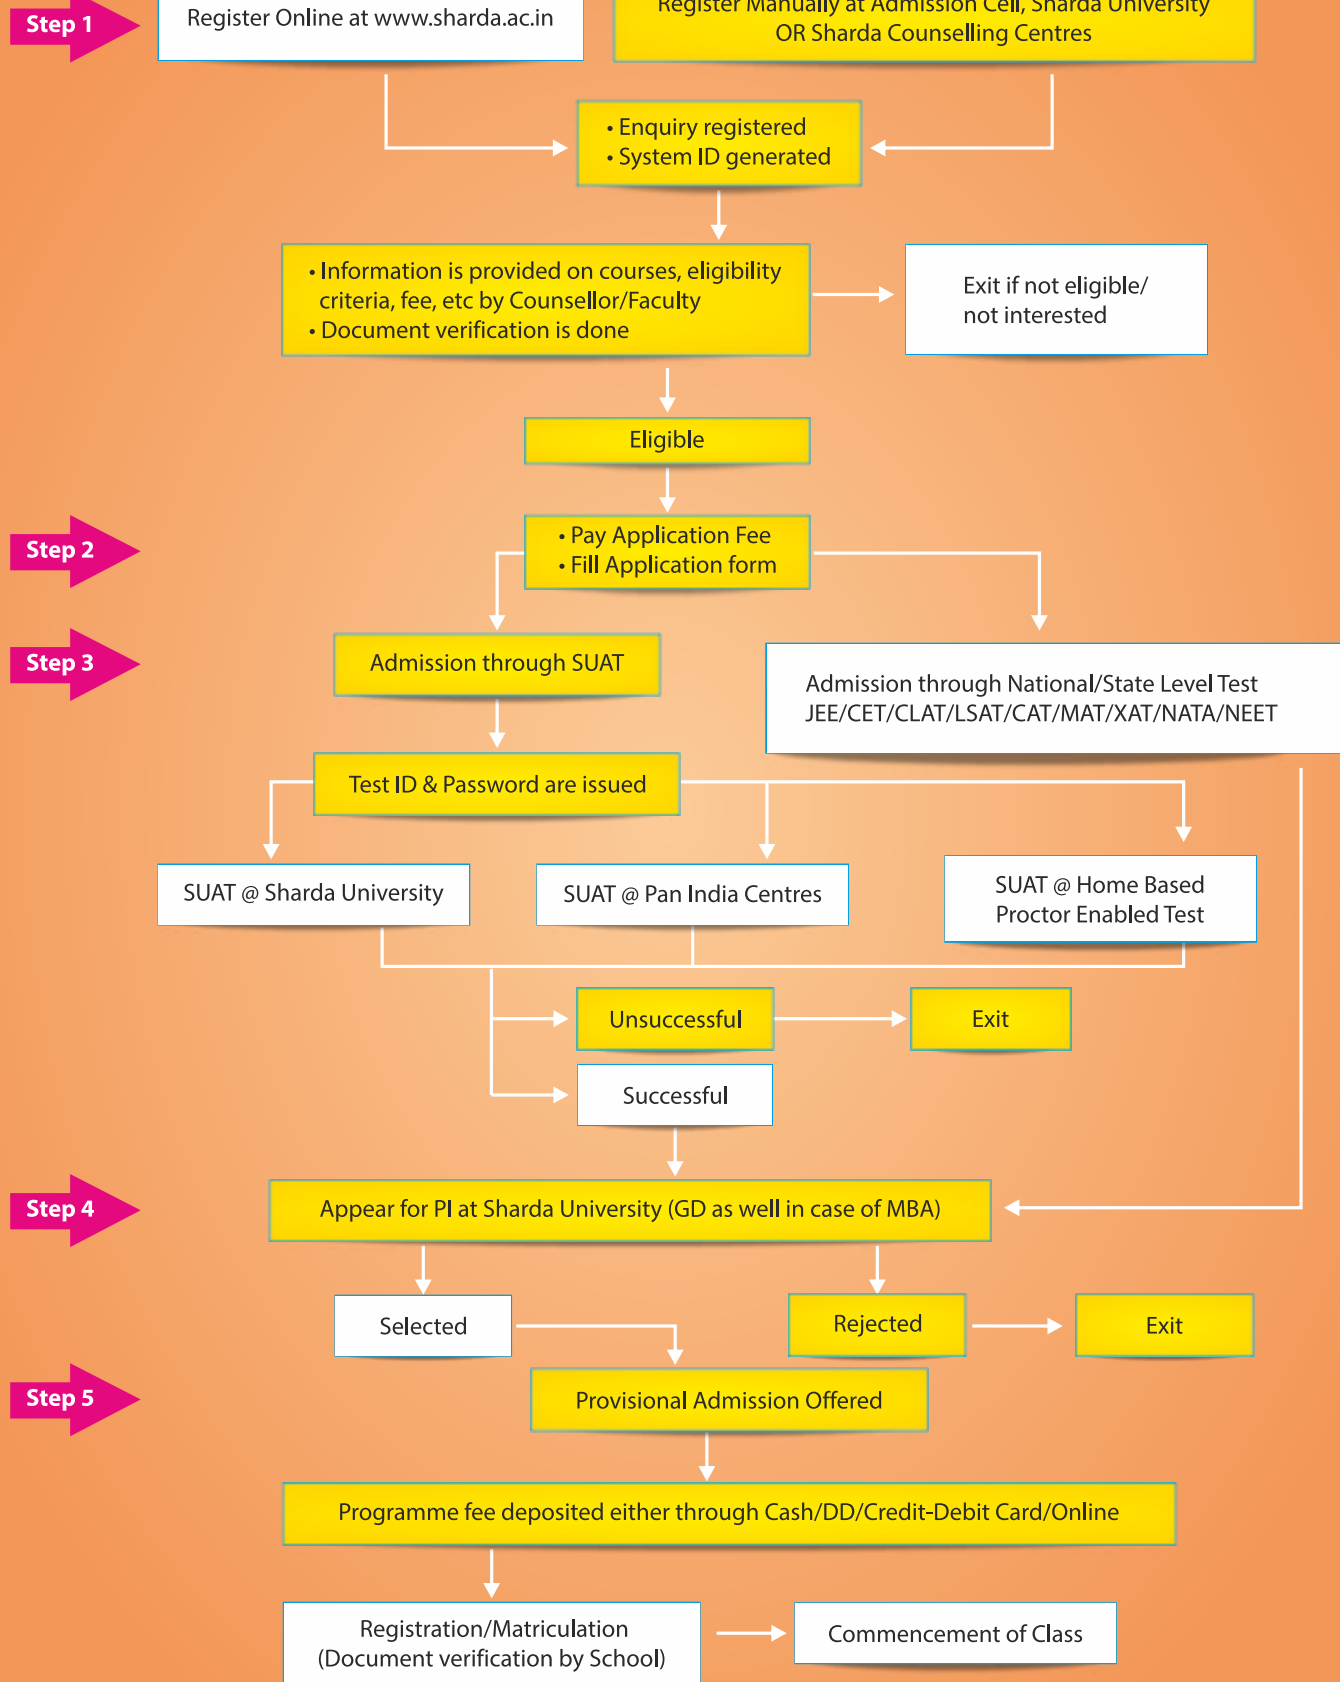 Step 1
Register Online at www.sharda.ac.in
Register Manually at Admission Cell, Sharda University
OR Sharda Counselling Centres
• Enquiry registered
• System ID generated
• Information is provided on courses, eligibility
criteria, fee, etc by Counsellor/Faculty
• Document verification is done
Exit if not eligible/
not interested
Eligible
Step 2
• Pay Application Fee
• Fill Application form
Step 3
Admission through SUAT
Admission through National/State Level Test
JEE/CET/CLAT/LSAT/CAT/MAT/XAT/NATA/NEET
Test ID & Password are issued
SUAT @ Sharda University
SUAT @ Pan India Centres
SUAT @ Home Based
Proctor Enabled Test
Unsuccessful
Exit
Successful
Step 4
Appear for PI at Sharda University (GD as well in case of MBA)
Selected
Rejected
Exit
Step 5
Provisional Admission Offered
Programme fee deposited either through Cash/DD/Credit-Debit Card/Online
Registration/Matriculation
(Document verification by School)
Commencement of Class